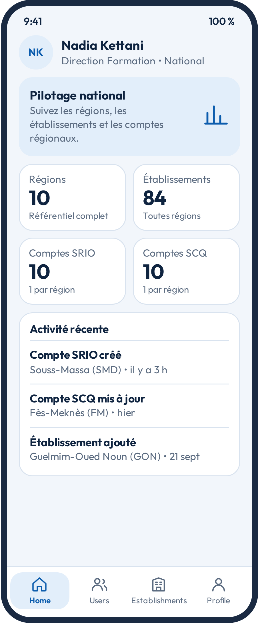 9:41 100 %
NK Nadia Kettani
Direction Formation • National
Pilotage national
Suivez les régions, les
établissements et les comptes
régionaux.
Régions
10
Référentiel complet
Établissements
84
Toutes régions
Comptes SRIO
10
1 par région
Comptes SCQ
10
1 par région
Activité récente
Compte SRIO créé
Souss-Massa (SMD) • il y a 3 h
Compte SCQ mis à jour
Fès-Meknès (FM) • hier
Établissement ajouté
Guelmim-Oued Noun (GON) • 21 sept
Home Users Establishments Profile